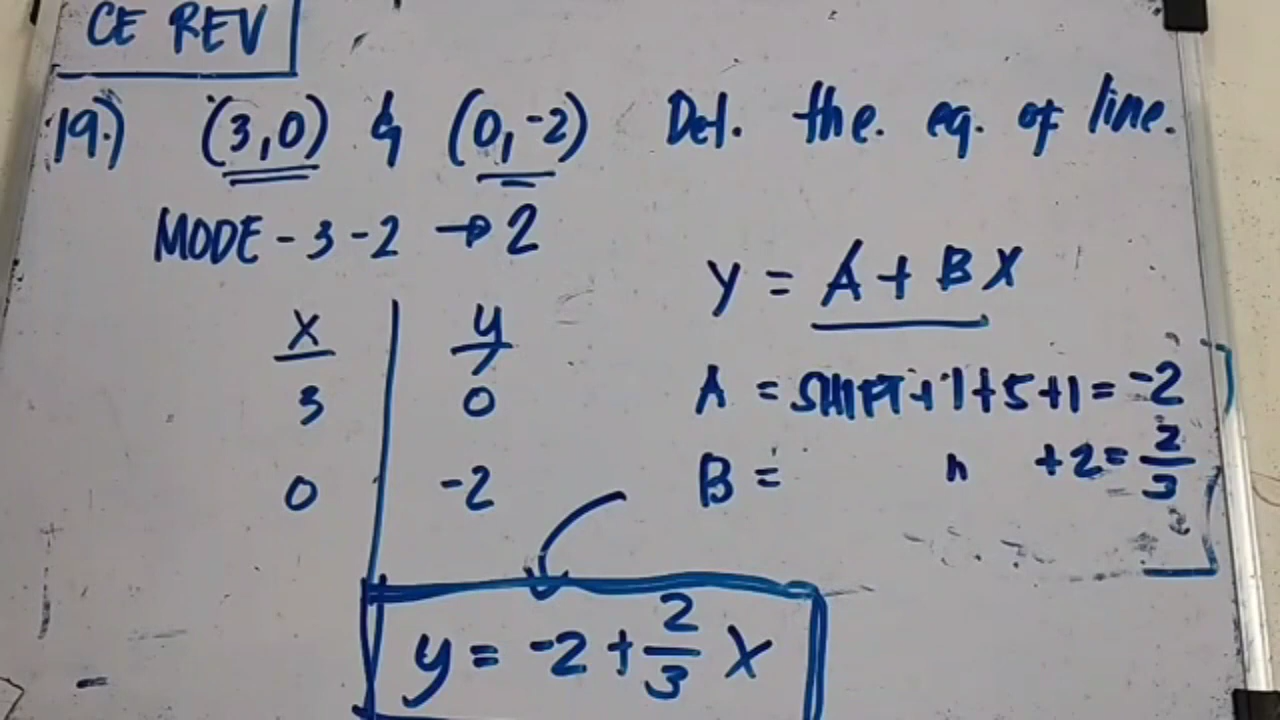 CE REV
19.) (3,0) & (0,-2) Det. the. eq. of line.
MODE - 3 - 2 → 2
Y = A + BX
X | y
3 | 0
0 | -2
A = SHIFT+1+5+1 = -2
B = " +2 = 2/3
y = -2 + 2/3 X